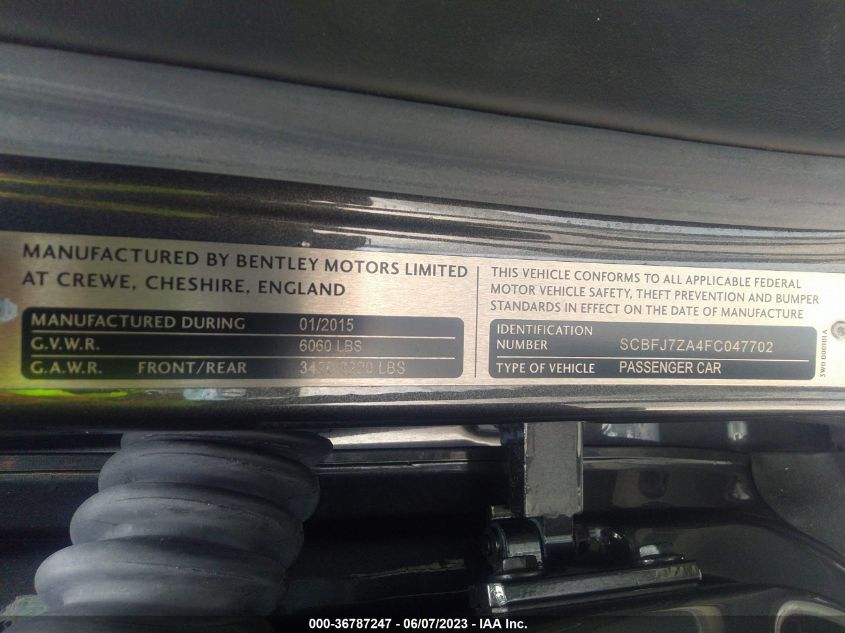 MANUFACTURED BY BENTLEY MOTORS LIMITED
AT CREWE, CHESHIRE, ENGLAND
MANUFACTURED DURING 01/2015
G.V.W.R. 6060 LBS
G.A.W.R. FRONT/REAR LBS
THIS VEHICLE CONFORMS TO ALL APPLICABLE FEDERAL
MOTOR VEHICLE SAFETY, THEFT PREVENTION AND BUMPER
STANDARDS IN EFFECT ON THE DATE OF MANUFACTURE
IDENTIFICATION
NUMBER SCBFJ7ZA4FC047702
TYPE OF VEHICLE PASSENGER CAR
000-36787247 - 06/07/2023 - IAA Inc.